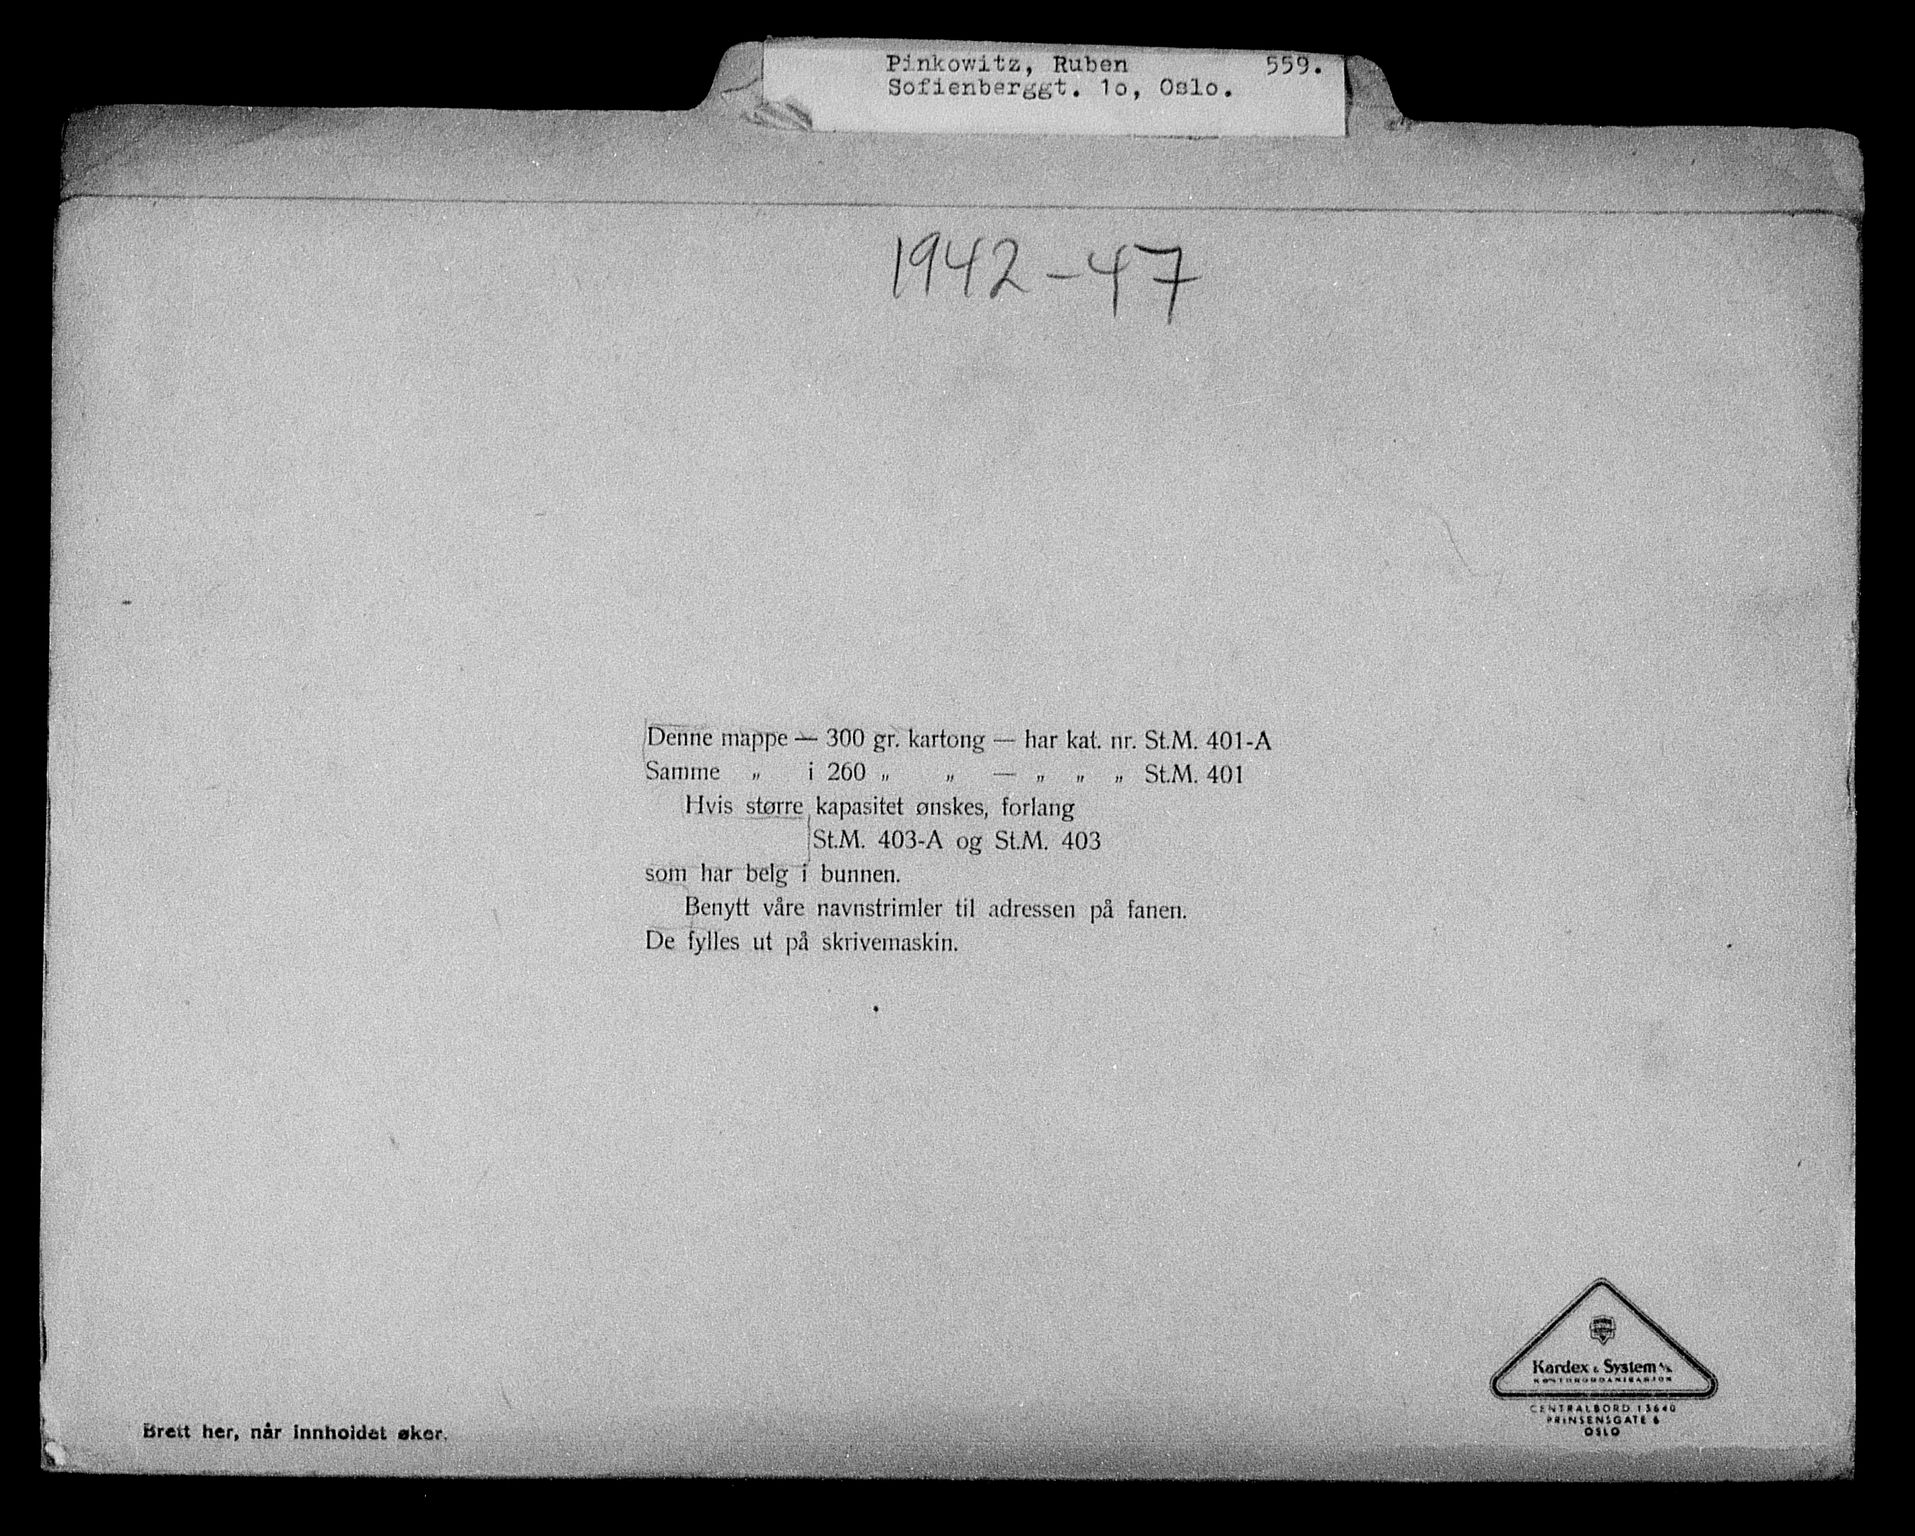 Pinkowitz, Ruben 559.
Sofienberggt. 1o, Oslo.
1942-47
Denne mappe — 300 gr. kartong — har kat. nr. St.M. 401-A
Samme „ i 260 „ „ — „ „ „ St.M. 401
Hvis større kapasitet ønskes, forlang
St.M. 403-A og St.M. 403
som har belg i bunnen.
Benytt våre navnstrimler til adressen på fanen.
De fylles ut på skrivemaskin.
Kardex & System A/S
KONTORORGANISASJON
CENTRALBORD 13640
PRINSENSGATE 6
OSLO
Brett her, når innholdet øker.